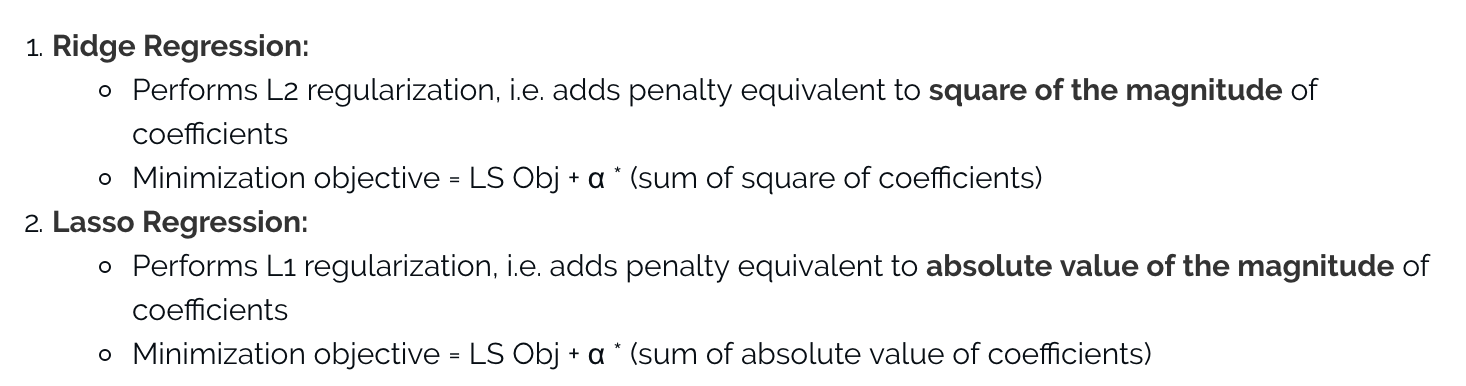 1. Ridge Regression:
○ Performs L2 regularization, i.e. adds penalty equivalent to square of the magnitude of
coefficients
○ Minimization objective = LS Obj + α * (sum of square of coefficients)
2. Lasso Regression:
○ Performs L1 regularization, i.e. adds penalty equivalent to absolute value of the magnitude of
coefficients
○ Minimization objective = LS Obj + α * (sum of absolute value of coefficients)